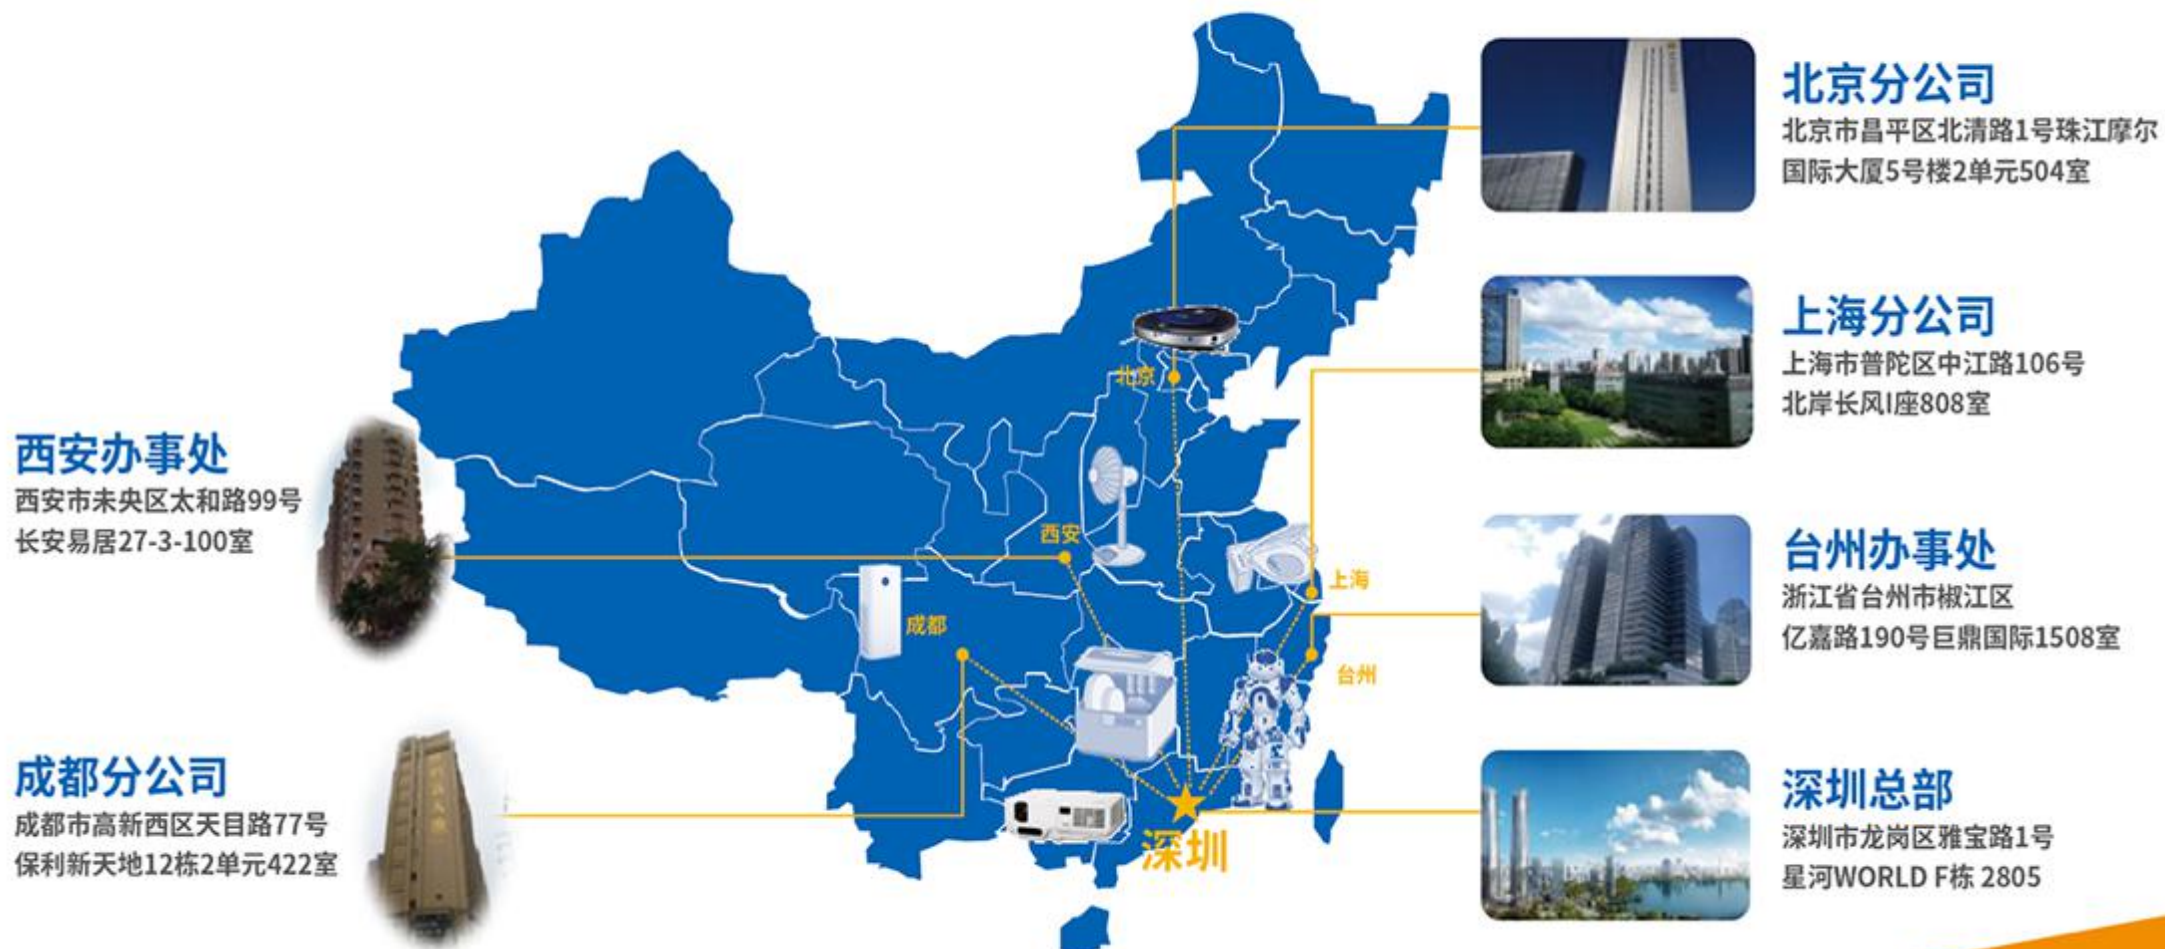 北京分公司
北京市昌平区北清路1号珠江摩尔
国际大厦5号楼2单元504室
上海分公司
上海市普陀区中江路106号
北岸长风I座808室
台州办事处
浙江省台州市椒江区
亿嘉路190号巨鼎国际1508室
深圳总部
深圳市龙岗区雅宝路1号
星河WORLD F栋 2805
西安办事处
西安市未央区太和路99号
长安易居27-3-100室
成都分公司
成都市高新西区天目路77号
保利新天地12栋2单元422室
北京
西安
上海
成都
台州
深圳